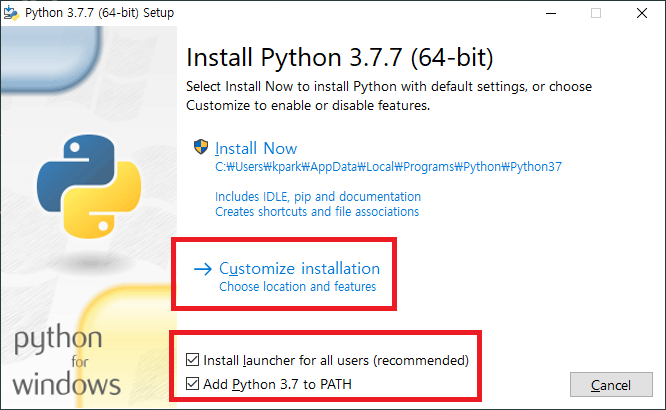 Python 3.7.7 (64-bit) Setup
Install Python 3.7.7 (64-bit)
Select Install Now to install Python with default settings, or choose
Customize to enable or disable features.
Install Now
C:₩Users₩kpark₩AppData₩Local₩Programs₩Python₩Python37
Includes IDLE, pip and documentation
Creates shortcuts and file associations
Customize installation
Choose location and features
python
for
windows
Install launcher for all users (recommended)
Add Python 3.7 to PATH
Cancel